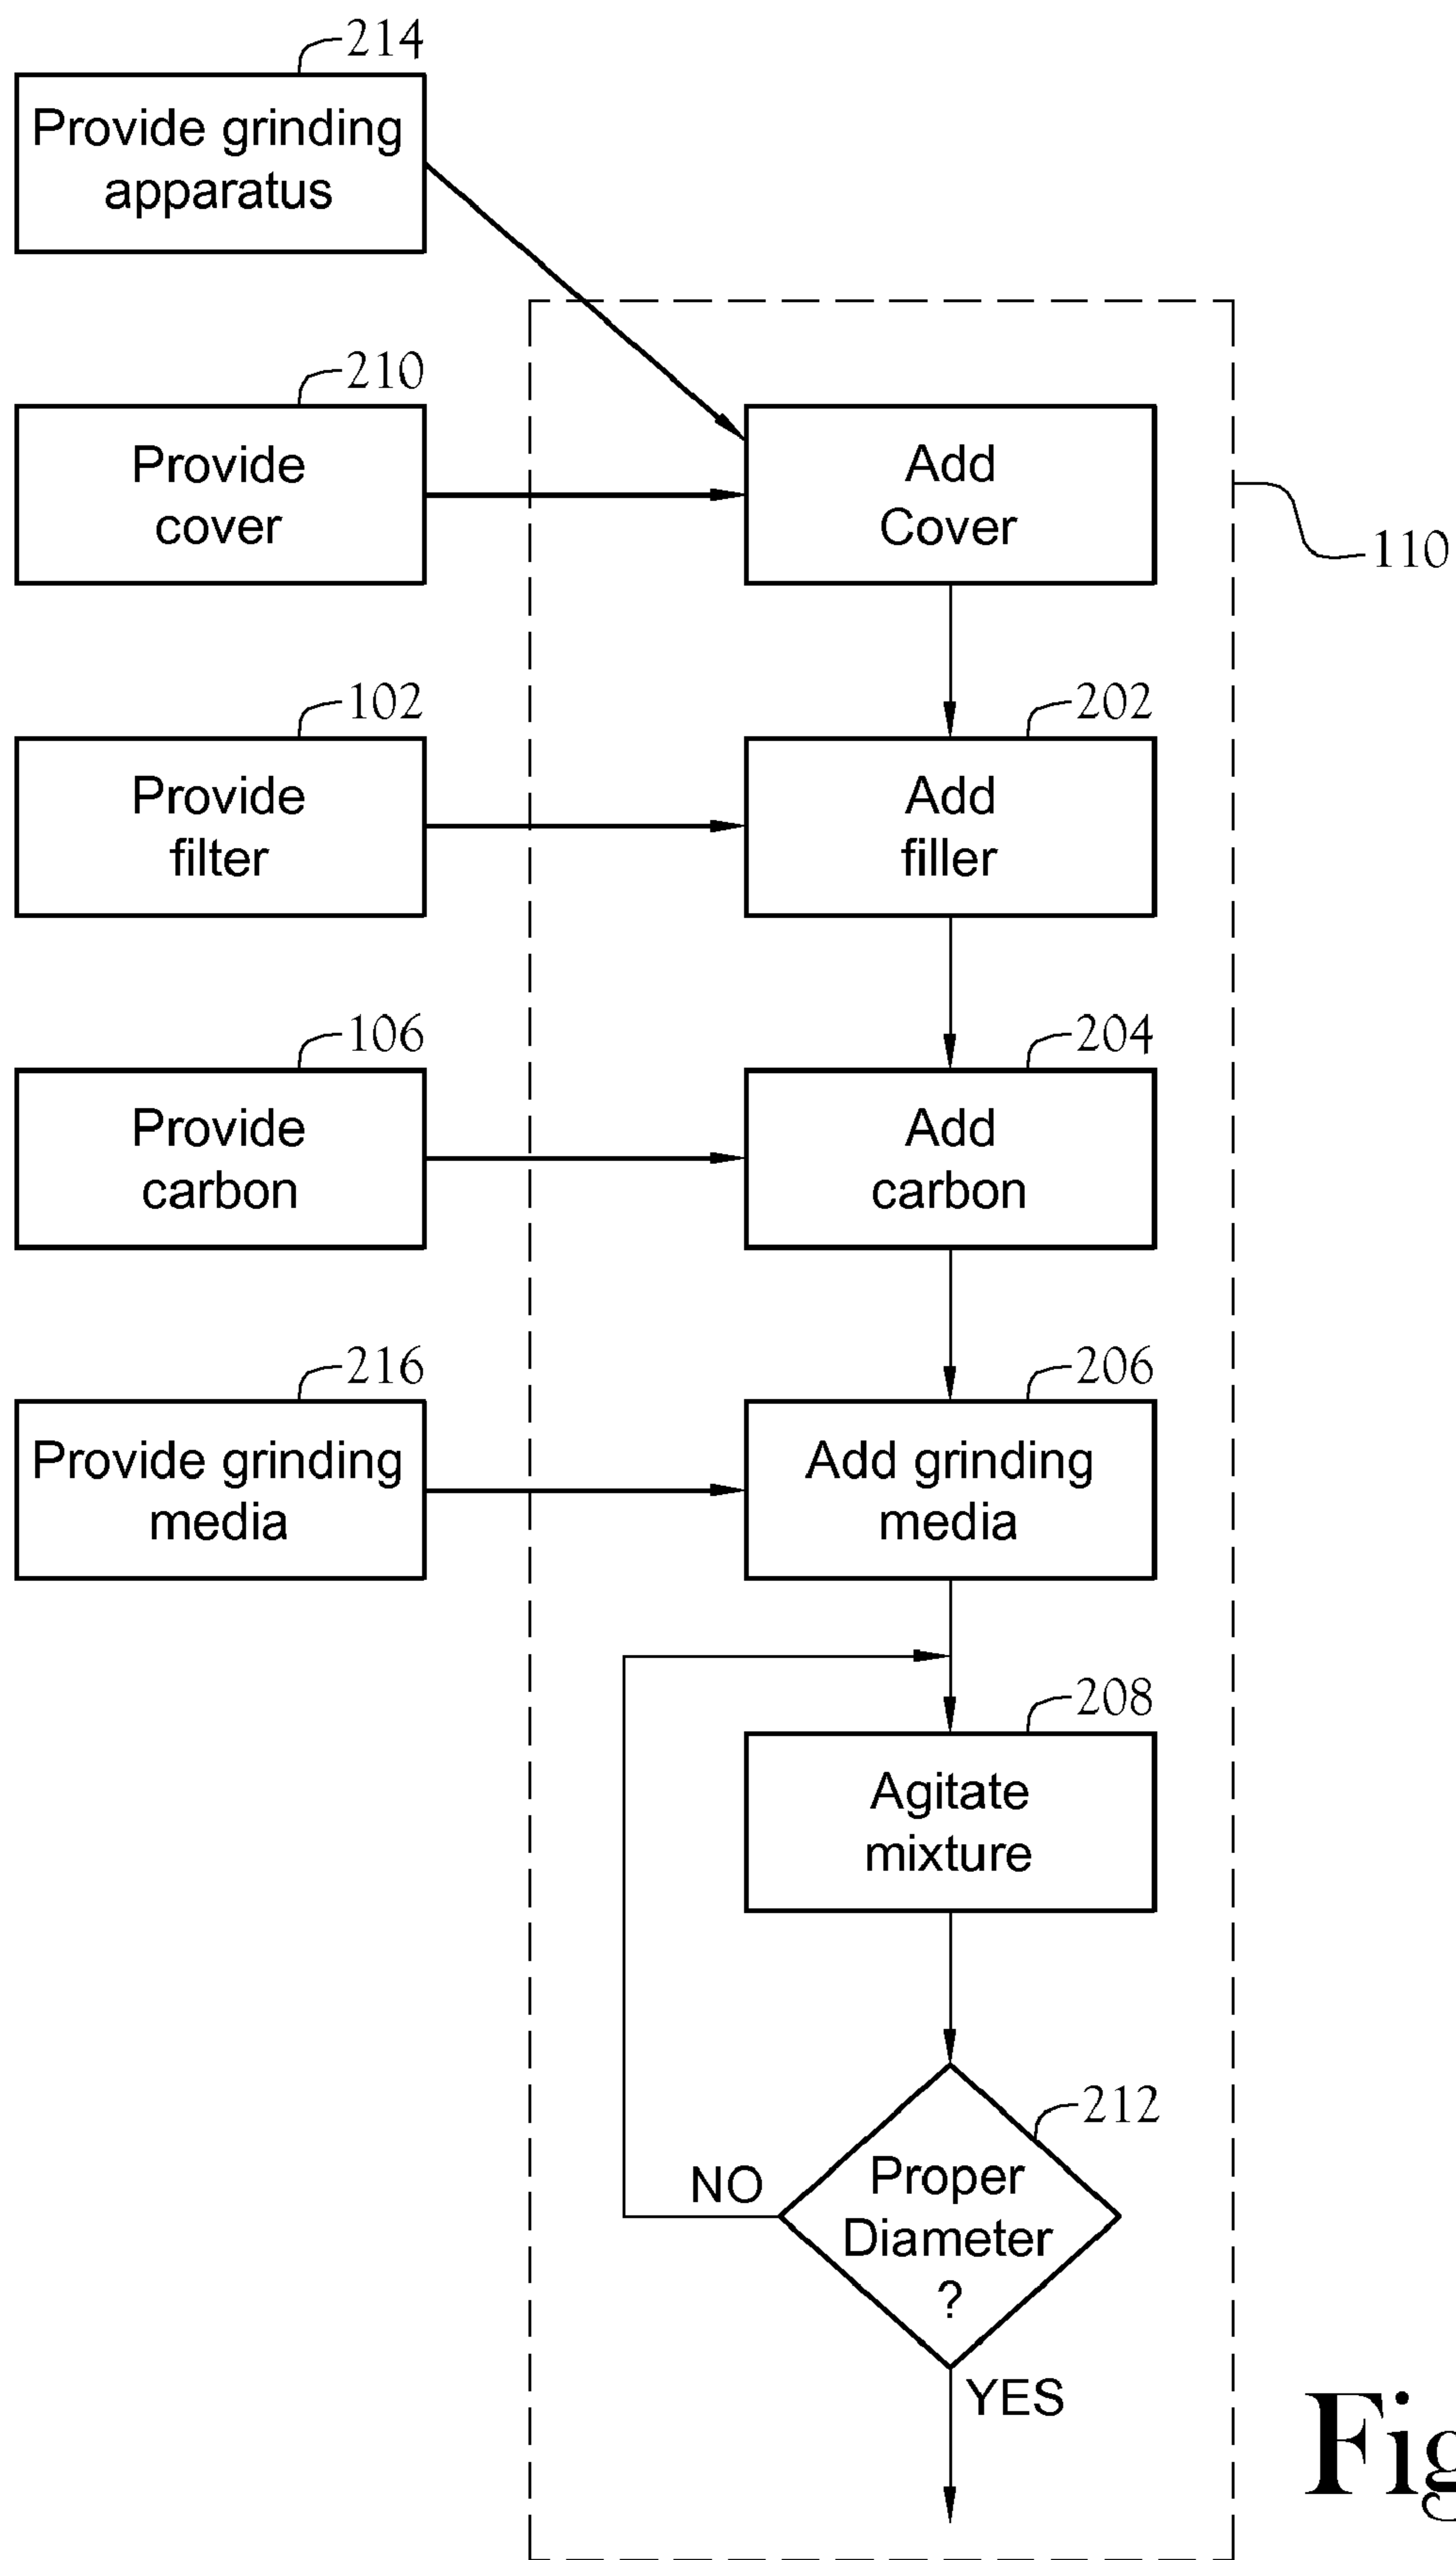 214
Provide grinding
apparatus
210
Provide
cover
Add
Cover
110
102
Provide
filter
202
Add
filler
106
Provide
carbon
204
Add
carbon
216
Provide grinding
media
206
Add grinding
media
208
Agitate
mixture
212
Proper
Diameter
?
NO
YES
Fig